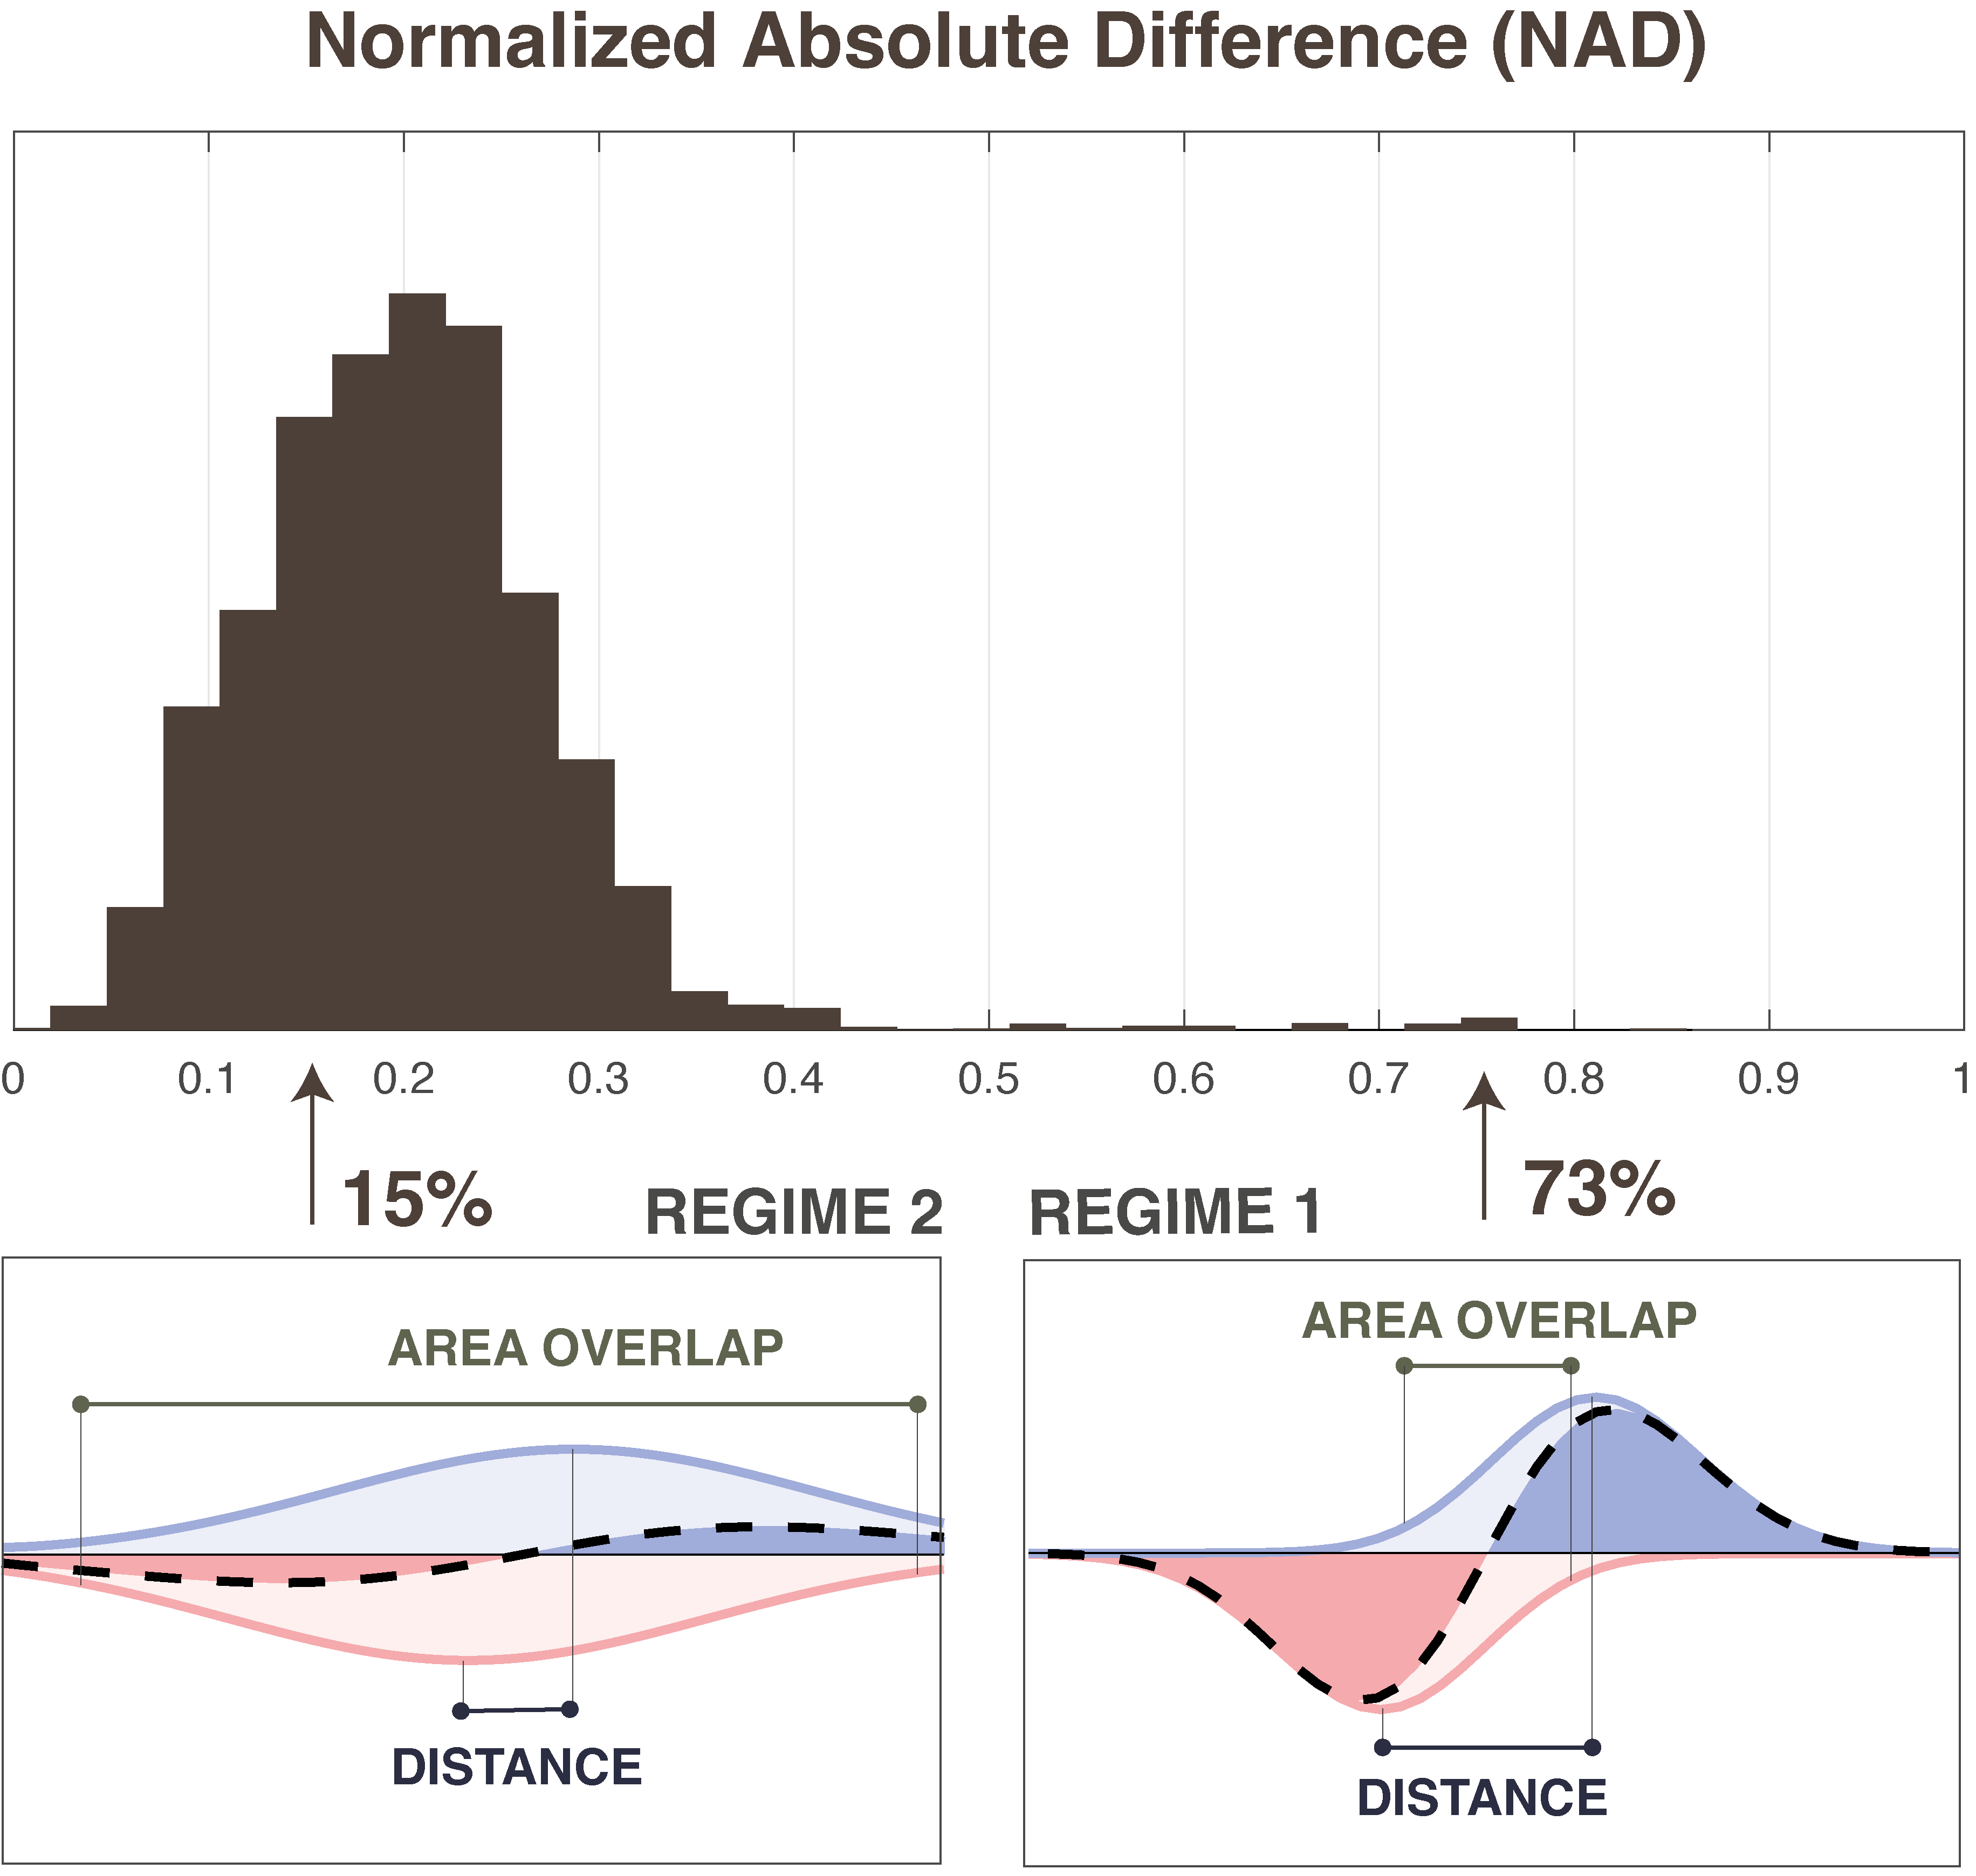 Normalized Absolute Difference (NAD)
0 0.1 0.2 0.3 0.4 0.5 0.6 0.7 0.8 0.9 1
15% REGIME 2 REGIME 1 73%
AREA OVERLAP
DISTANCE
AREA OVERLAP
DISTANCE